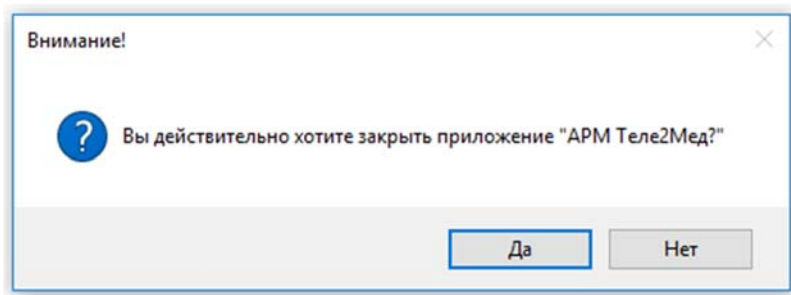 Внимание!
Вы действительно хотите закрыть приложение "АРМ Теле2Мед?"
Да
Нет